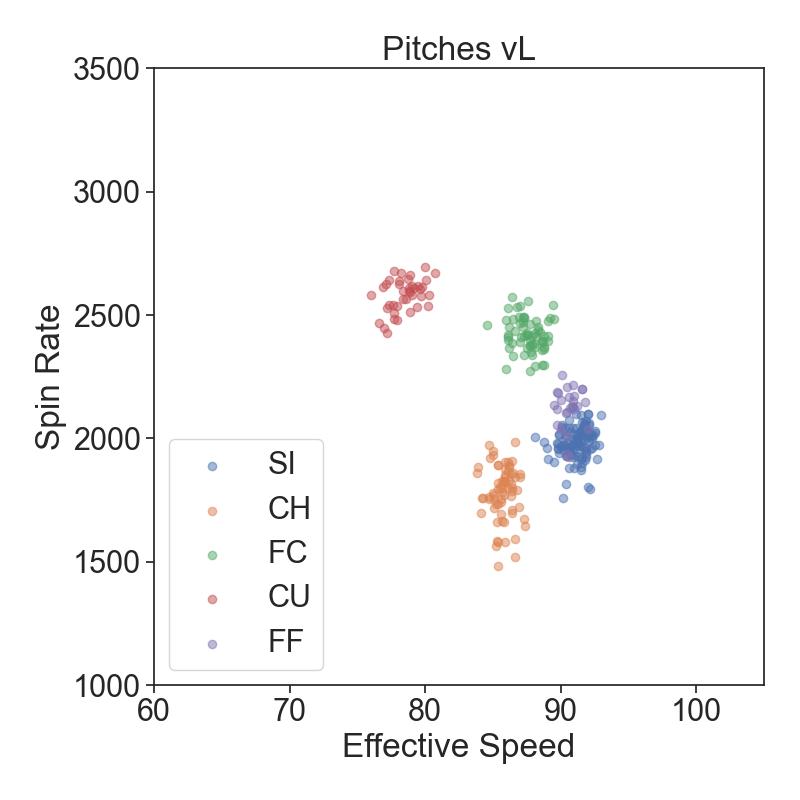 Pitches vL
3500
3000
2500
2000
1500
1000
Spin Rate
SI
CH
FC
CU
FF
60 70 80 90 100
Effective Speed